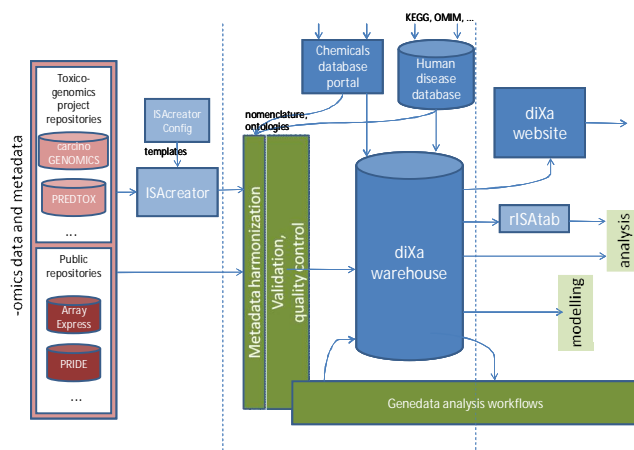 KEGG, OMIM, ...
Toxico-
genomics
project
repositories
carcino
GENOMICS
PREDTOX
...
Public
repositories
Array
Express
PRIDE
...
-omics data and metadata
ISAcreator
Config
templates
ISAcreator
Chemicals
database
portal
Human
disease
database
nomenclature,
ontologies
Metadata harmonization
Validation,
quality control
diXa
warehouse
diXa
website
rISAtab
analysis
modelling
Genedata analysis workflows